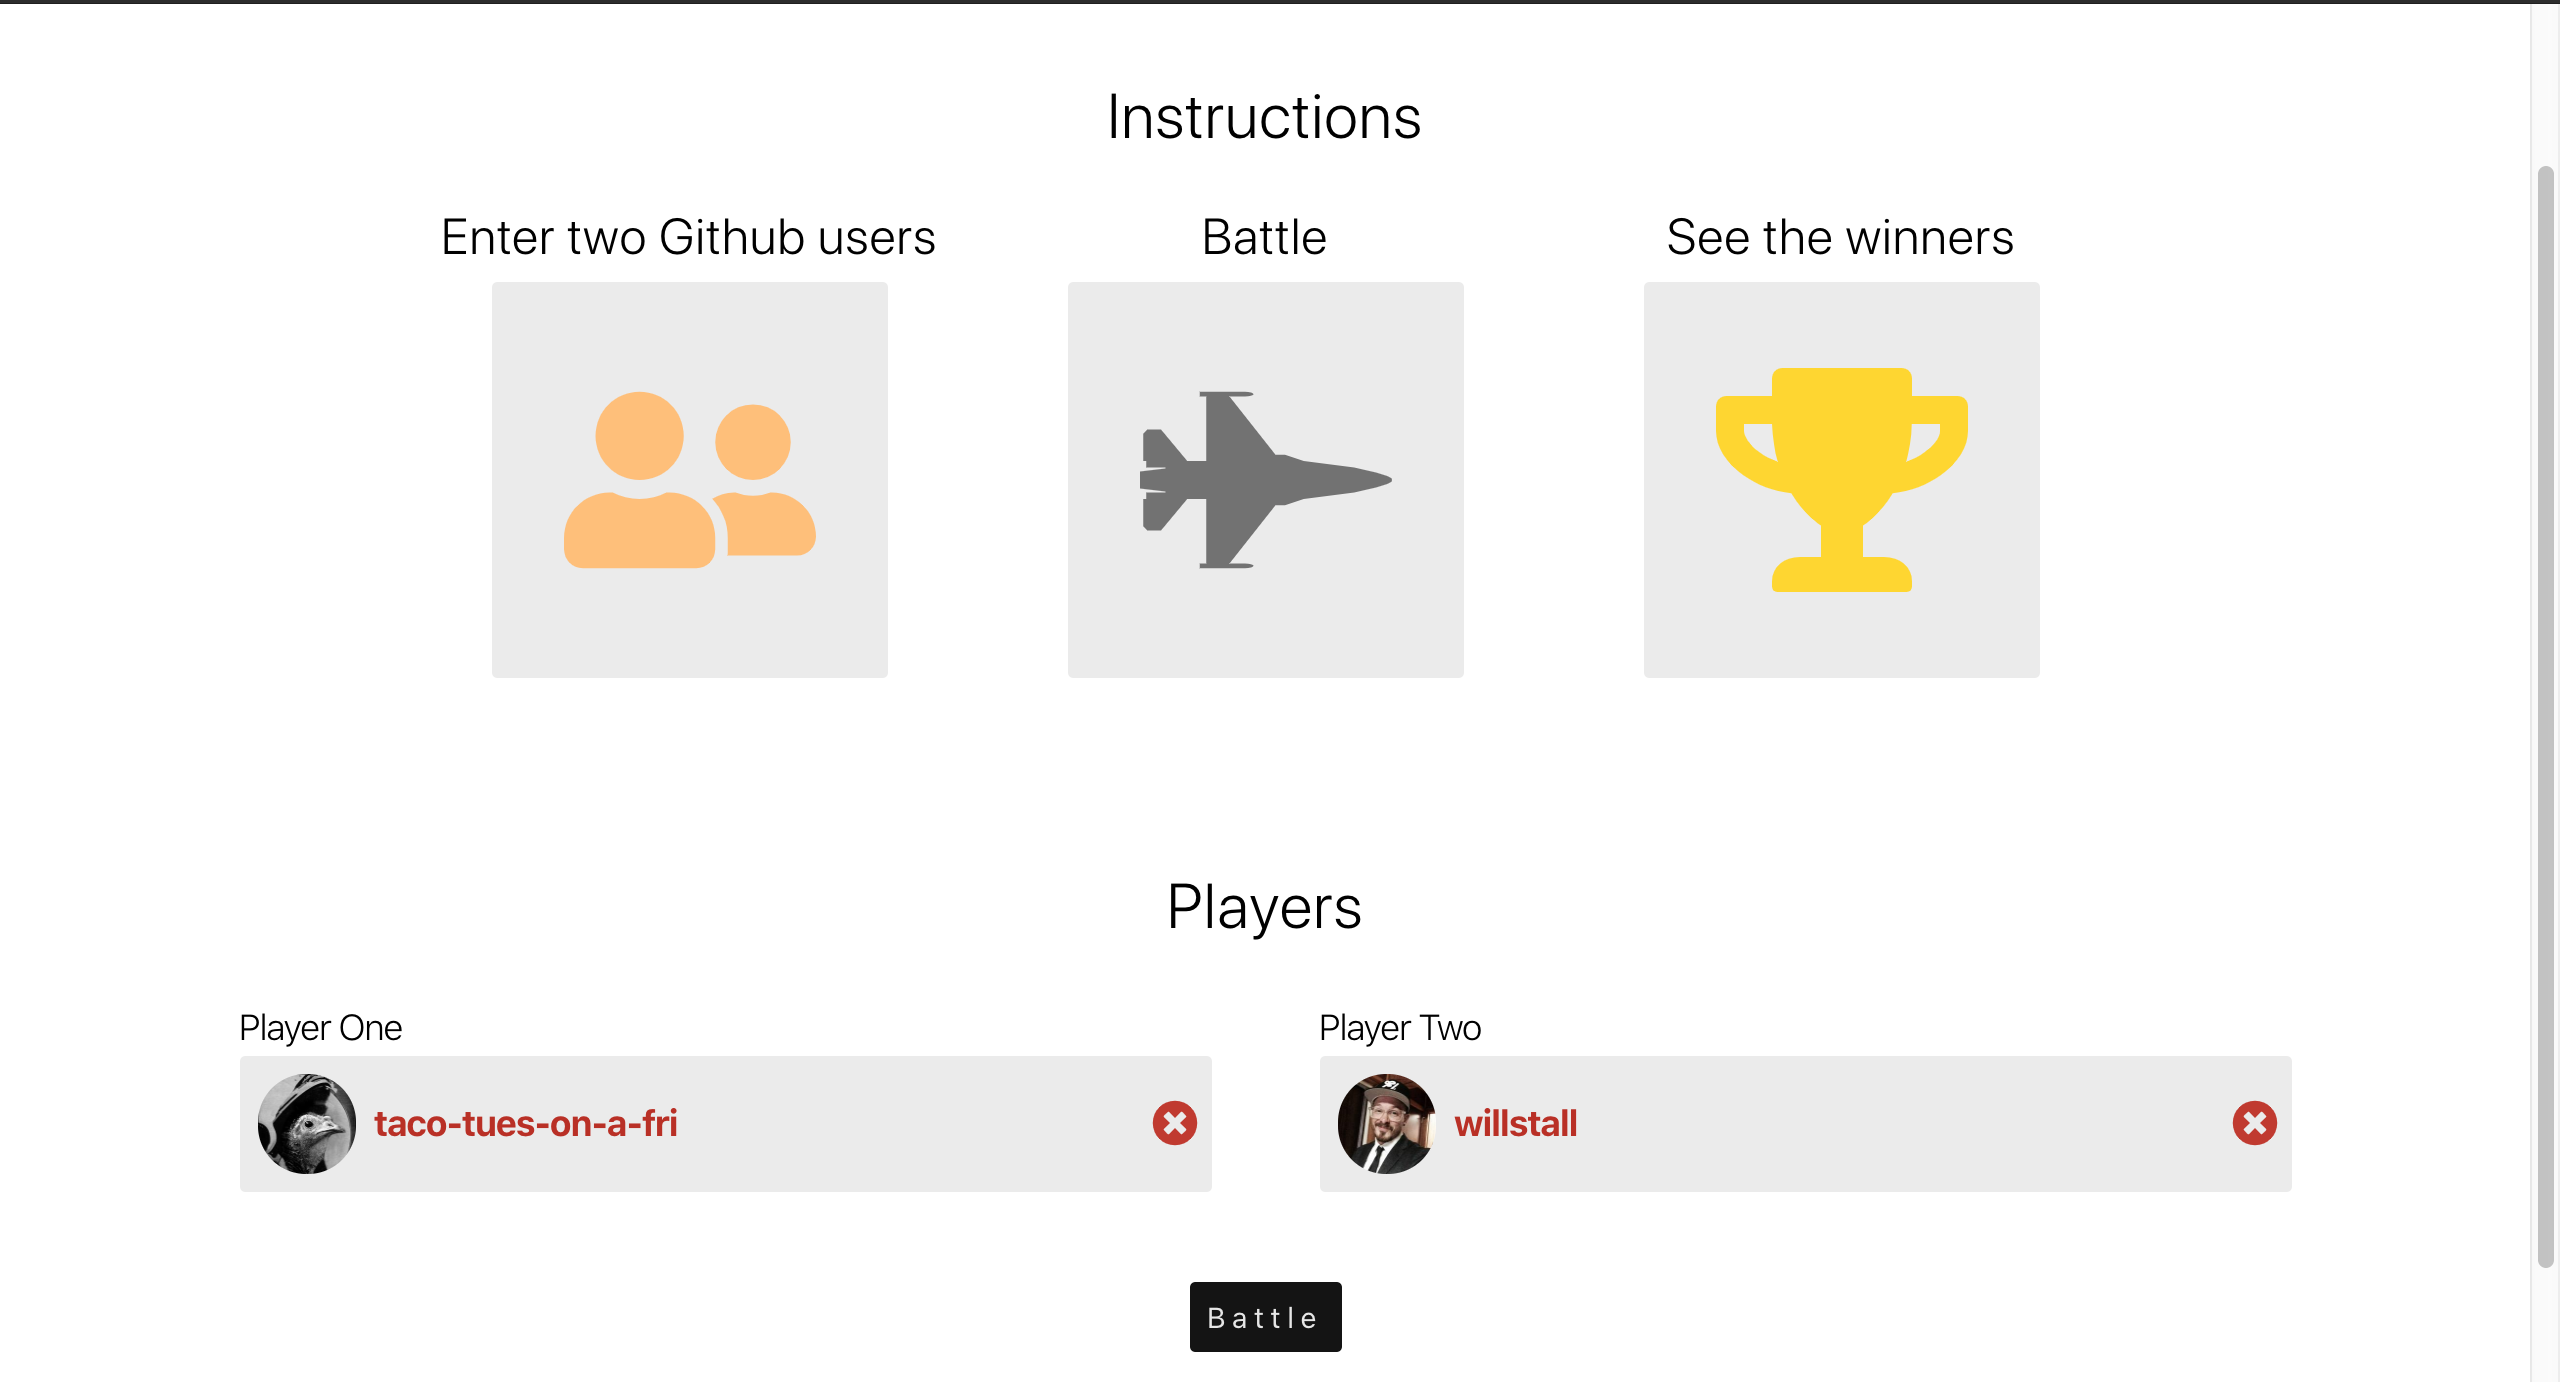 Instructions
Enter two Github users
Battle
See the winners
Players
Player One
Player Two
taco-tues-on-a-fri
willstall
Battle